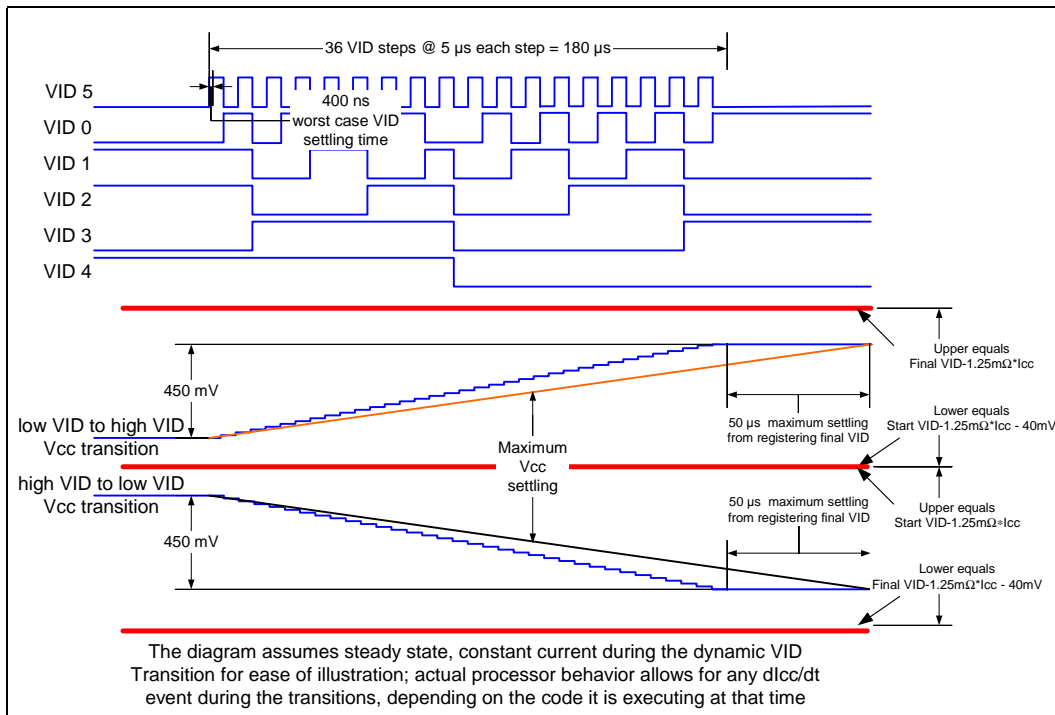 36 VID steps @ 5 µs each step = 180 µs
VID 5
400 ns
worst case VID
settling time
VID 0
VID 1
VID 2
VID 3
VID 4
Upper equals
Final VID-1.25mΩ*Icc
450 mV
low VID to high VID
Vcc transition
50 µs maximum settling
from registering final VID
Lower equals
Start VID-1.25mΩ*Icc - 40mV
Maximum
Vcc
settling
high VID to low VID
Vcc transition
50 µs maximum settling
from registering final VID
Upper equals
Start VID-1.25mΩ*Icc
450 mV
Lower equals
Final VID-1.25mΩ*Icc - 40mV
The diagram assumes steady state, constant current during the dynamic VID
Transition for ease of illustration; actual processor behavior allows for any dIcc/dt
event during the transitions, depending on the code it is executing at that time